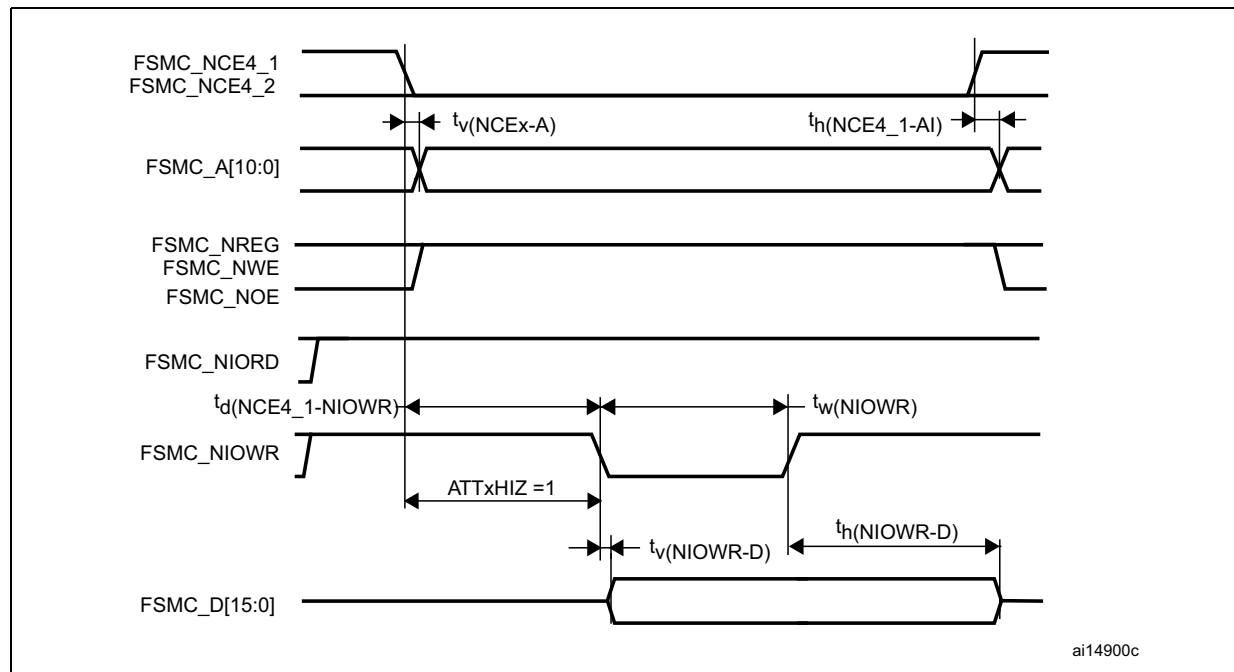 FSMC_NCE4_1
FSMC_NCE4_2
tv(NCEx-A)
th(NCE4_1-AI)
FSMC_A[10:0]
FSMC_NREG
FSMC_NWE
FSMC_NOE
FSMC_NIORD
td(NCE4_1-NIOWR)
tw(NIOWR)
FSMC_NIOWR
ATTxHIZ =1
th(NIOWR-D)
tv(NIOWR-D)
FSMC_D[15:0]
ai14900c